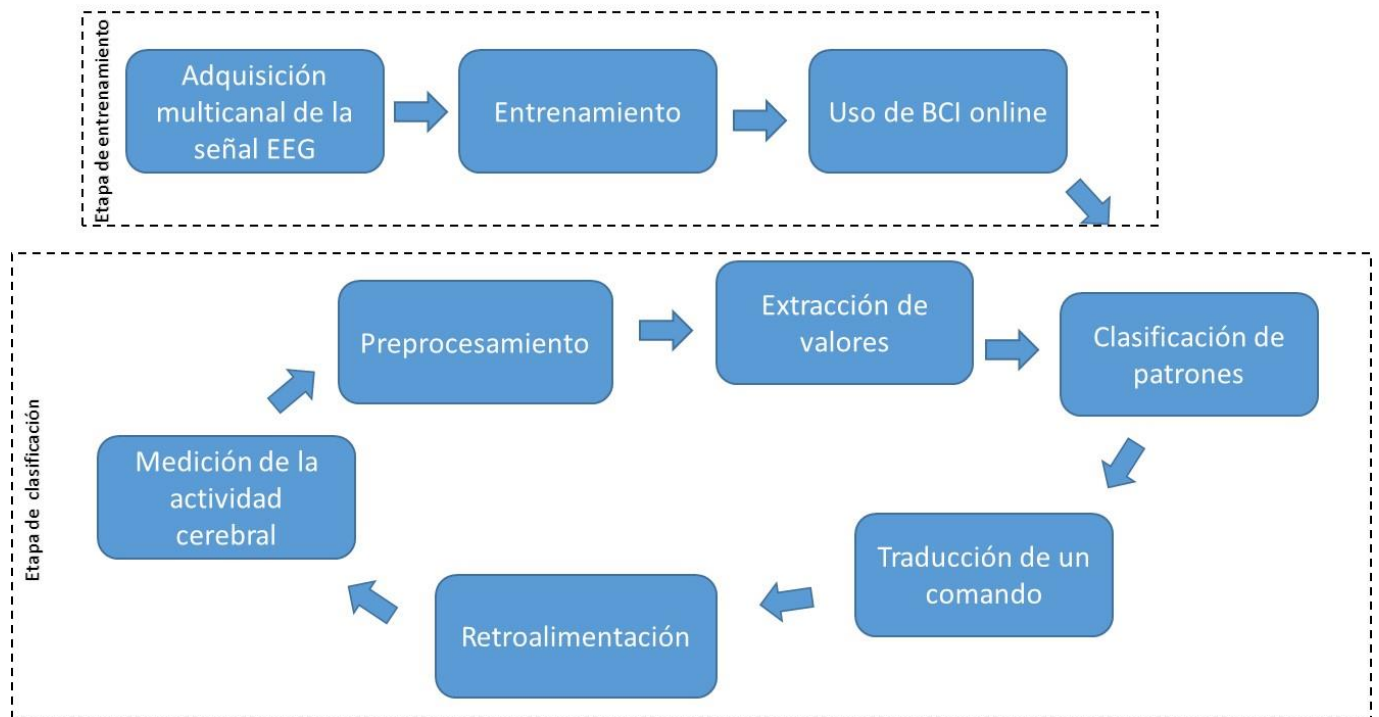 Etapa de entrenamiento
Adquisición
multicanal de la
señal EEG
Entrenamiento
Uso de BCI online
Etapa de clasificación
Preprocesamiento
Extracción de
valores
Clasificación de
patrones
Medición de la
actividad
cerebral
Traducción de un
comando
Retroalimentación